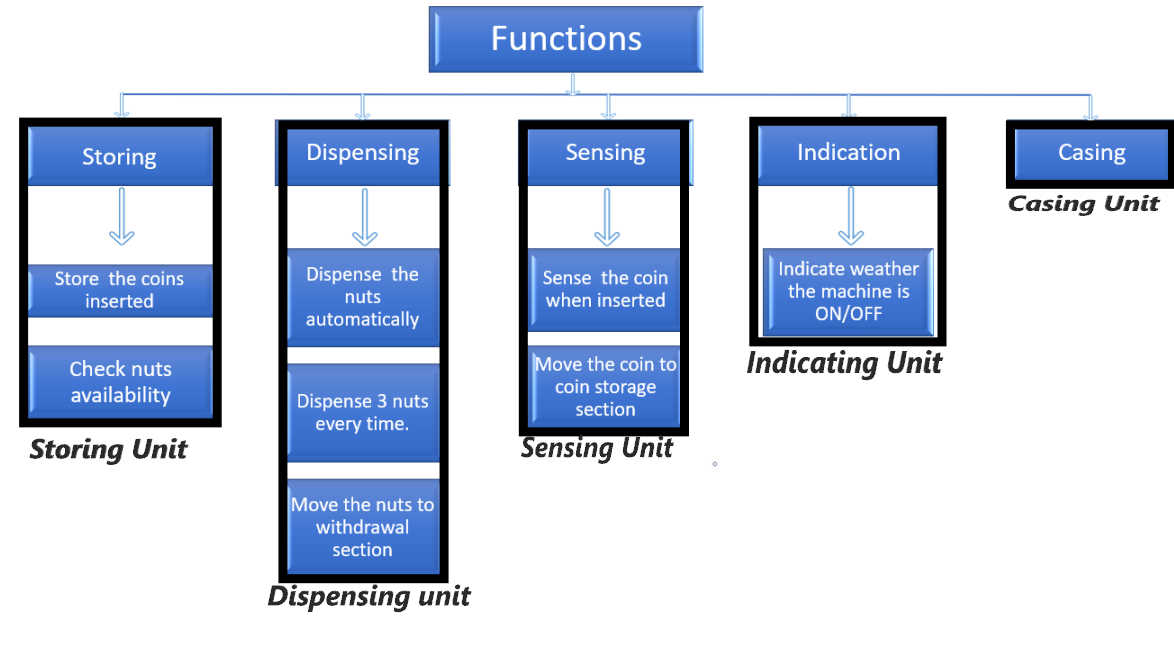 Functions
Storing
Store the coins
inserted
Check nuts
availability
Storing Unit
Dispensing
Dispense the
nuts
automatically
Dispense 3 nuts
every time.
Move the nuts to
withdrawal
section
Dispensing unit
Sensing
Sense the coin
when inserted
Move the coin to
coin storage
section
Sensing Unit
Indication
Indicate weather
the machine is
ON/OFF
Indicating Unit
Casing
Casing Unit